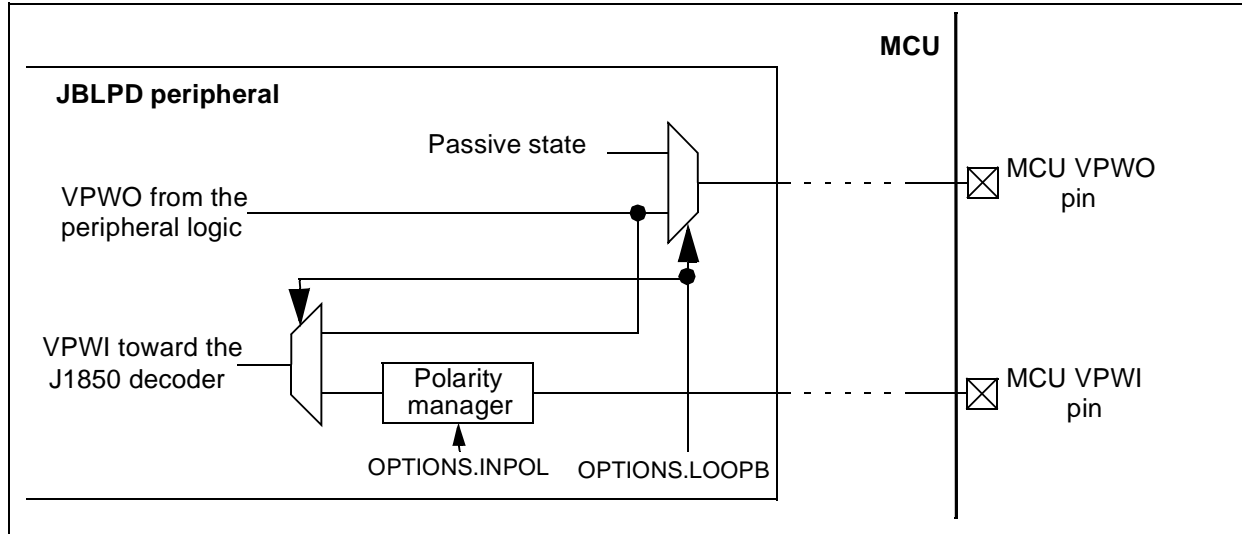 MCU
JBLPD peripheral
Passive state
VPWO from the
peripheral logic
MCU VPWO
pin
VPWI toward the
J1850 decoder
Polarity
manager
MCU VPWI
pin
OPTIONS.INPOL
OPTIONS.LOOPB